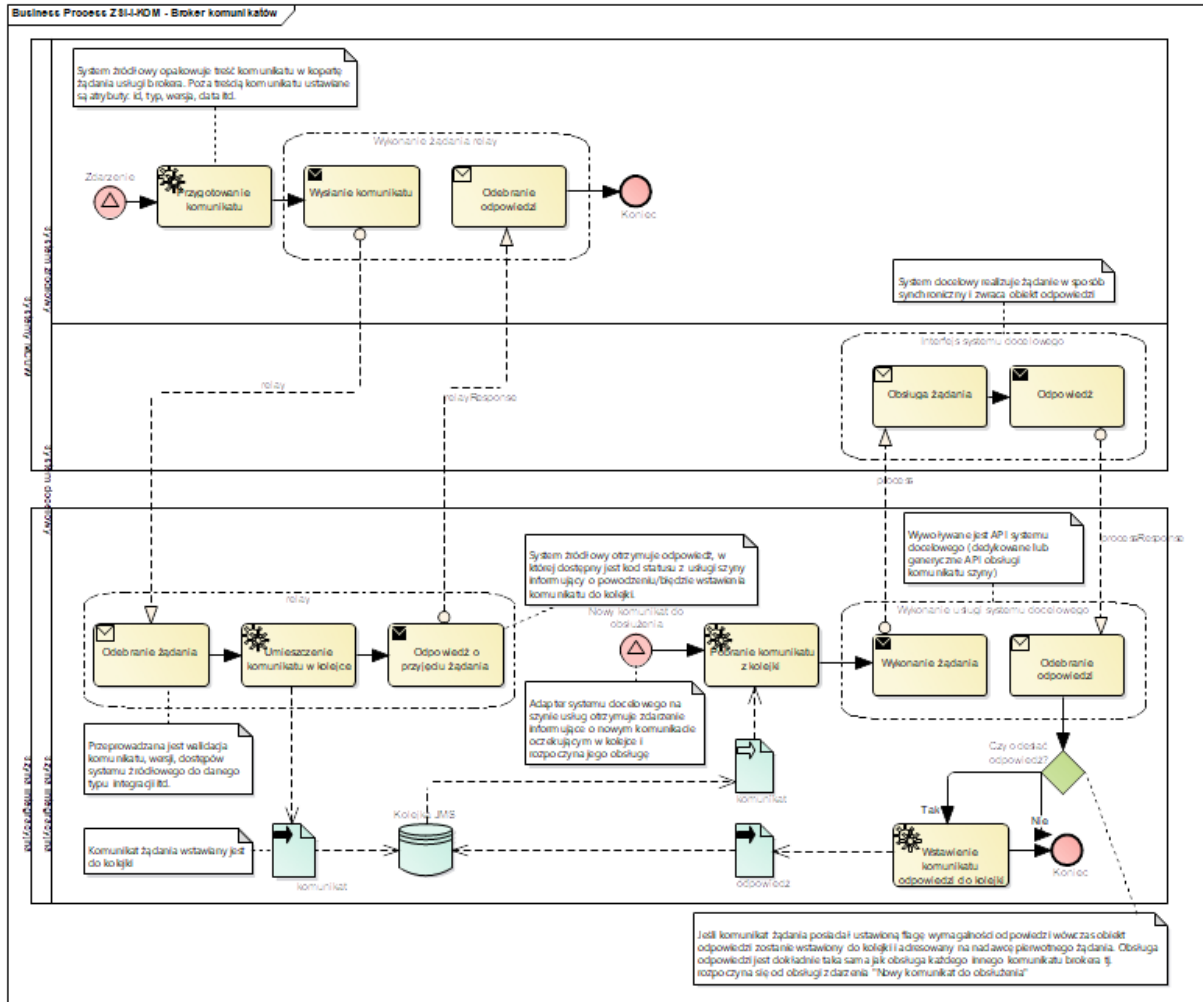 Business Process ZSI-I-KOM - Broker komunikatów
System źródłowy opakowuje treść komunikatu w kopertę
żądania usługi brokera. Poza treścią komunikatu ustawiane
są atrybuty: id, typ, wersja, data itd.
Wykonanie żądania relay
Zdarzenie
Przygotowanie
komunikatu
Wysłanie komunikatu
Odebranie
odpowiedzi
Koniec
System źródłowy
System docelowy realizuje żądanie w sposób
synchroniczny i zwraca obiekt odpowiedzi
Interfejs systemu docelowego
Obsługa żądania
Odpowiedź
relay
relayResponse
System docelowy
process
processResponse
Wywoływane jest API systemu
docelowego (dedykowane lub
generyczne API obsługi
komunikatu szyny)
System źródłowy otrzymuje odpowiedź, w
której dostępny jest kod statusu z usługi szyny
informujący o powodzeniu/błędzie wstawienia
komunikatu do kolejki.
relay
Nowy komunikat do
obsłużenia
Wykonanie usługi systemu docelowego
Odebranie żądania
Umieszczenie
komunikatu w kolejce
Odpowiedź o
przyjęciu żądania
Pobranie komunikatu
z kolejki
Wykonanie żądania
Odebranie
odpowiedzi
Adapter systemu docelowego na
szynie usług otrzymuje zdarzenie
informujące o nowym komunikacie
oczekującym w kolejce i
rozpoczyna jego obsługę
Przeprowadzana jest walidacja
komunikatu, wersji, dostępów
systemu źródłowego do danego
typu integracji itd.
Czy odesłać
odpowiedź?
komunikat
Kolejka JMS
Tak
Nie
Komunikat żądania wstawiany jest
do kolejki
komunikat
odpowiedź
Wstawienie
komunikatu
odpowiedzi do kolejki
Koniec
Szyna integracyjna
Szyna integracyjna
Jeśli komunikat żądania posiadał ustawioną flagę wymagalności odpowiedzi wówczas obiekt
odpowiedzi zostanie wstawiony do kolejki i adresowany na nadawcę pierwotnego żądania. Obsługa
odpowiedzi jest dokładnie taka sama jak obsługa każdego innego komunikatu brokera tj.
rozpoczyna się od obsługi zdarzenia "Nowy komunikat do obsłużenia"